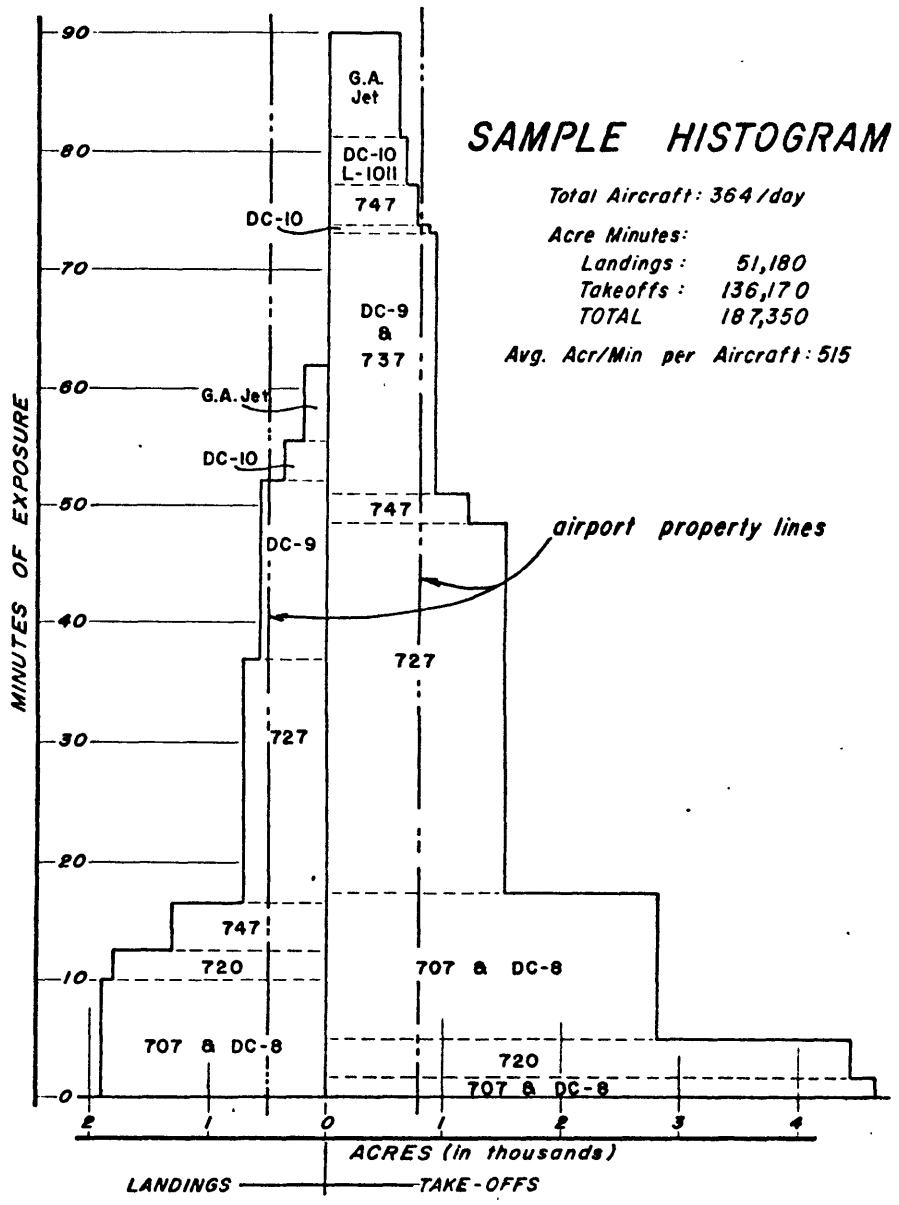 SAMPLE HISTOGRAM
Total Aircraft: 364/day
Acre Minutes:
Landings: 51,180
Takeoffs: 136,170
TOTAL 187,350
Avg. Acr/Min per Aircraft: 515
90
80
70
60
50
40
30
20
10
0
MINUTES OF EXPOSURE
G.A.
Jet
DC-10
L-1011
747
DC-10
DC-9
&
737
747
727
707 & DC-8
720
707 & DC-8
G.A. Jet
DC-10
DC-9
727
747
720
707 & DC-8
airport property lines
2 1 0 1 2 3 4
ACRES (in thousands)
LANDINGS TAKE-OFFS